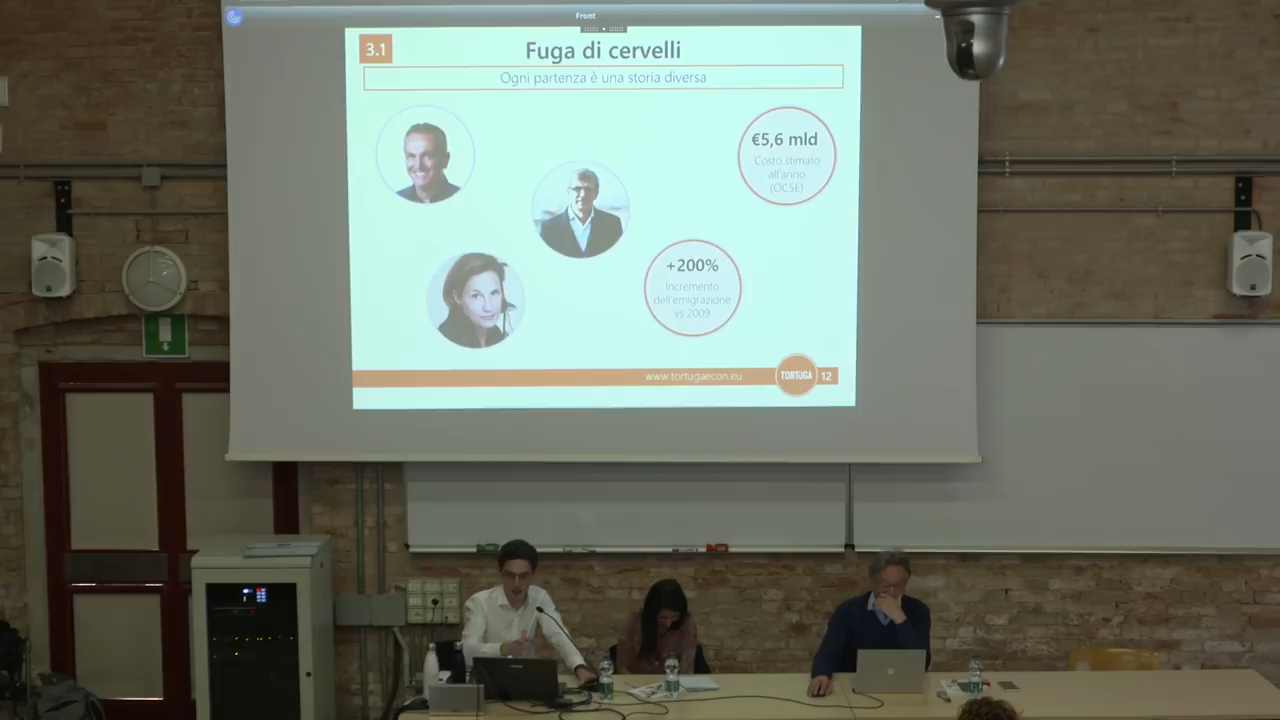 Front
3.1
Fuga di cervelli
Ogni partenza è una storia diversa
€5,6 mld
Costo stimato
all'anno
(OCSE)
+200%
Incremento
dell'emigrazione
vs 2009
www.tortugaecon.eu
TORTUGA
12